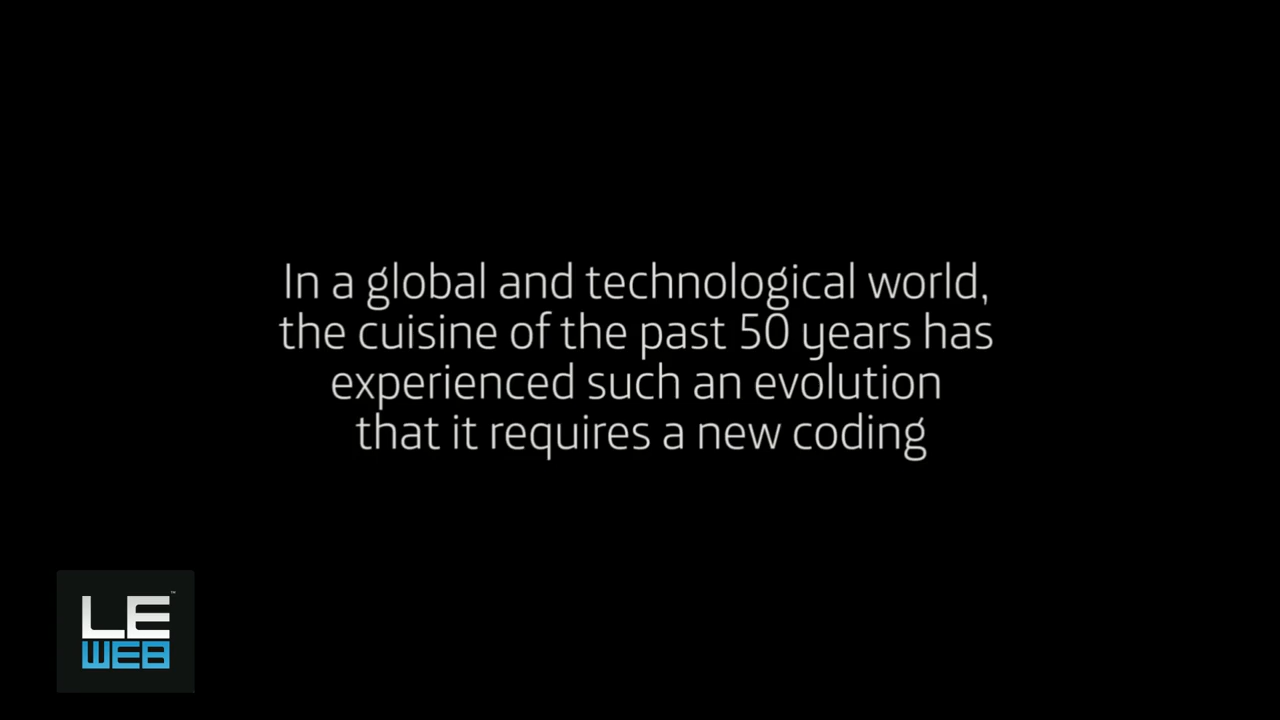 In a global and technological world,
the cuisine of the past 50 years has
experienced such an evolution
that it requires a new coding
LE
WEB